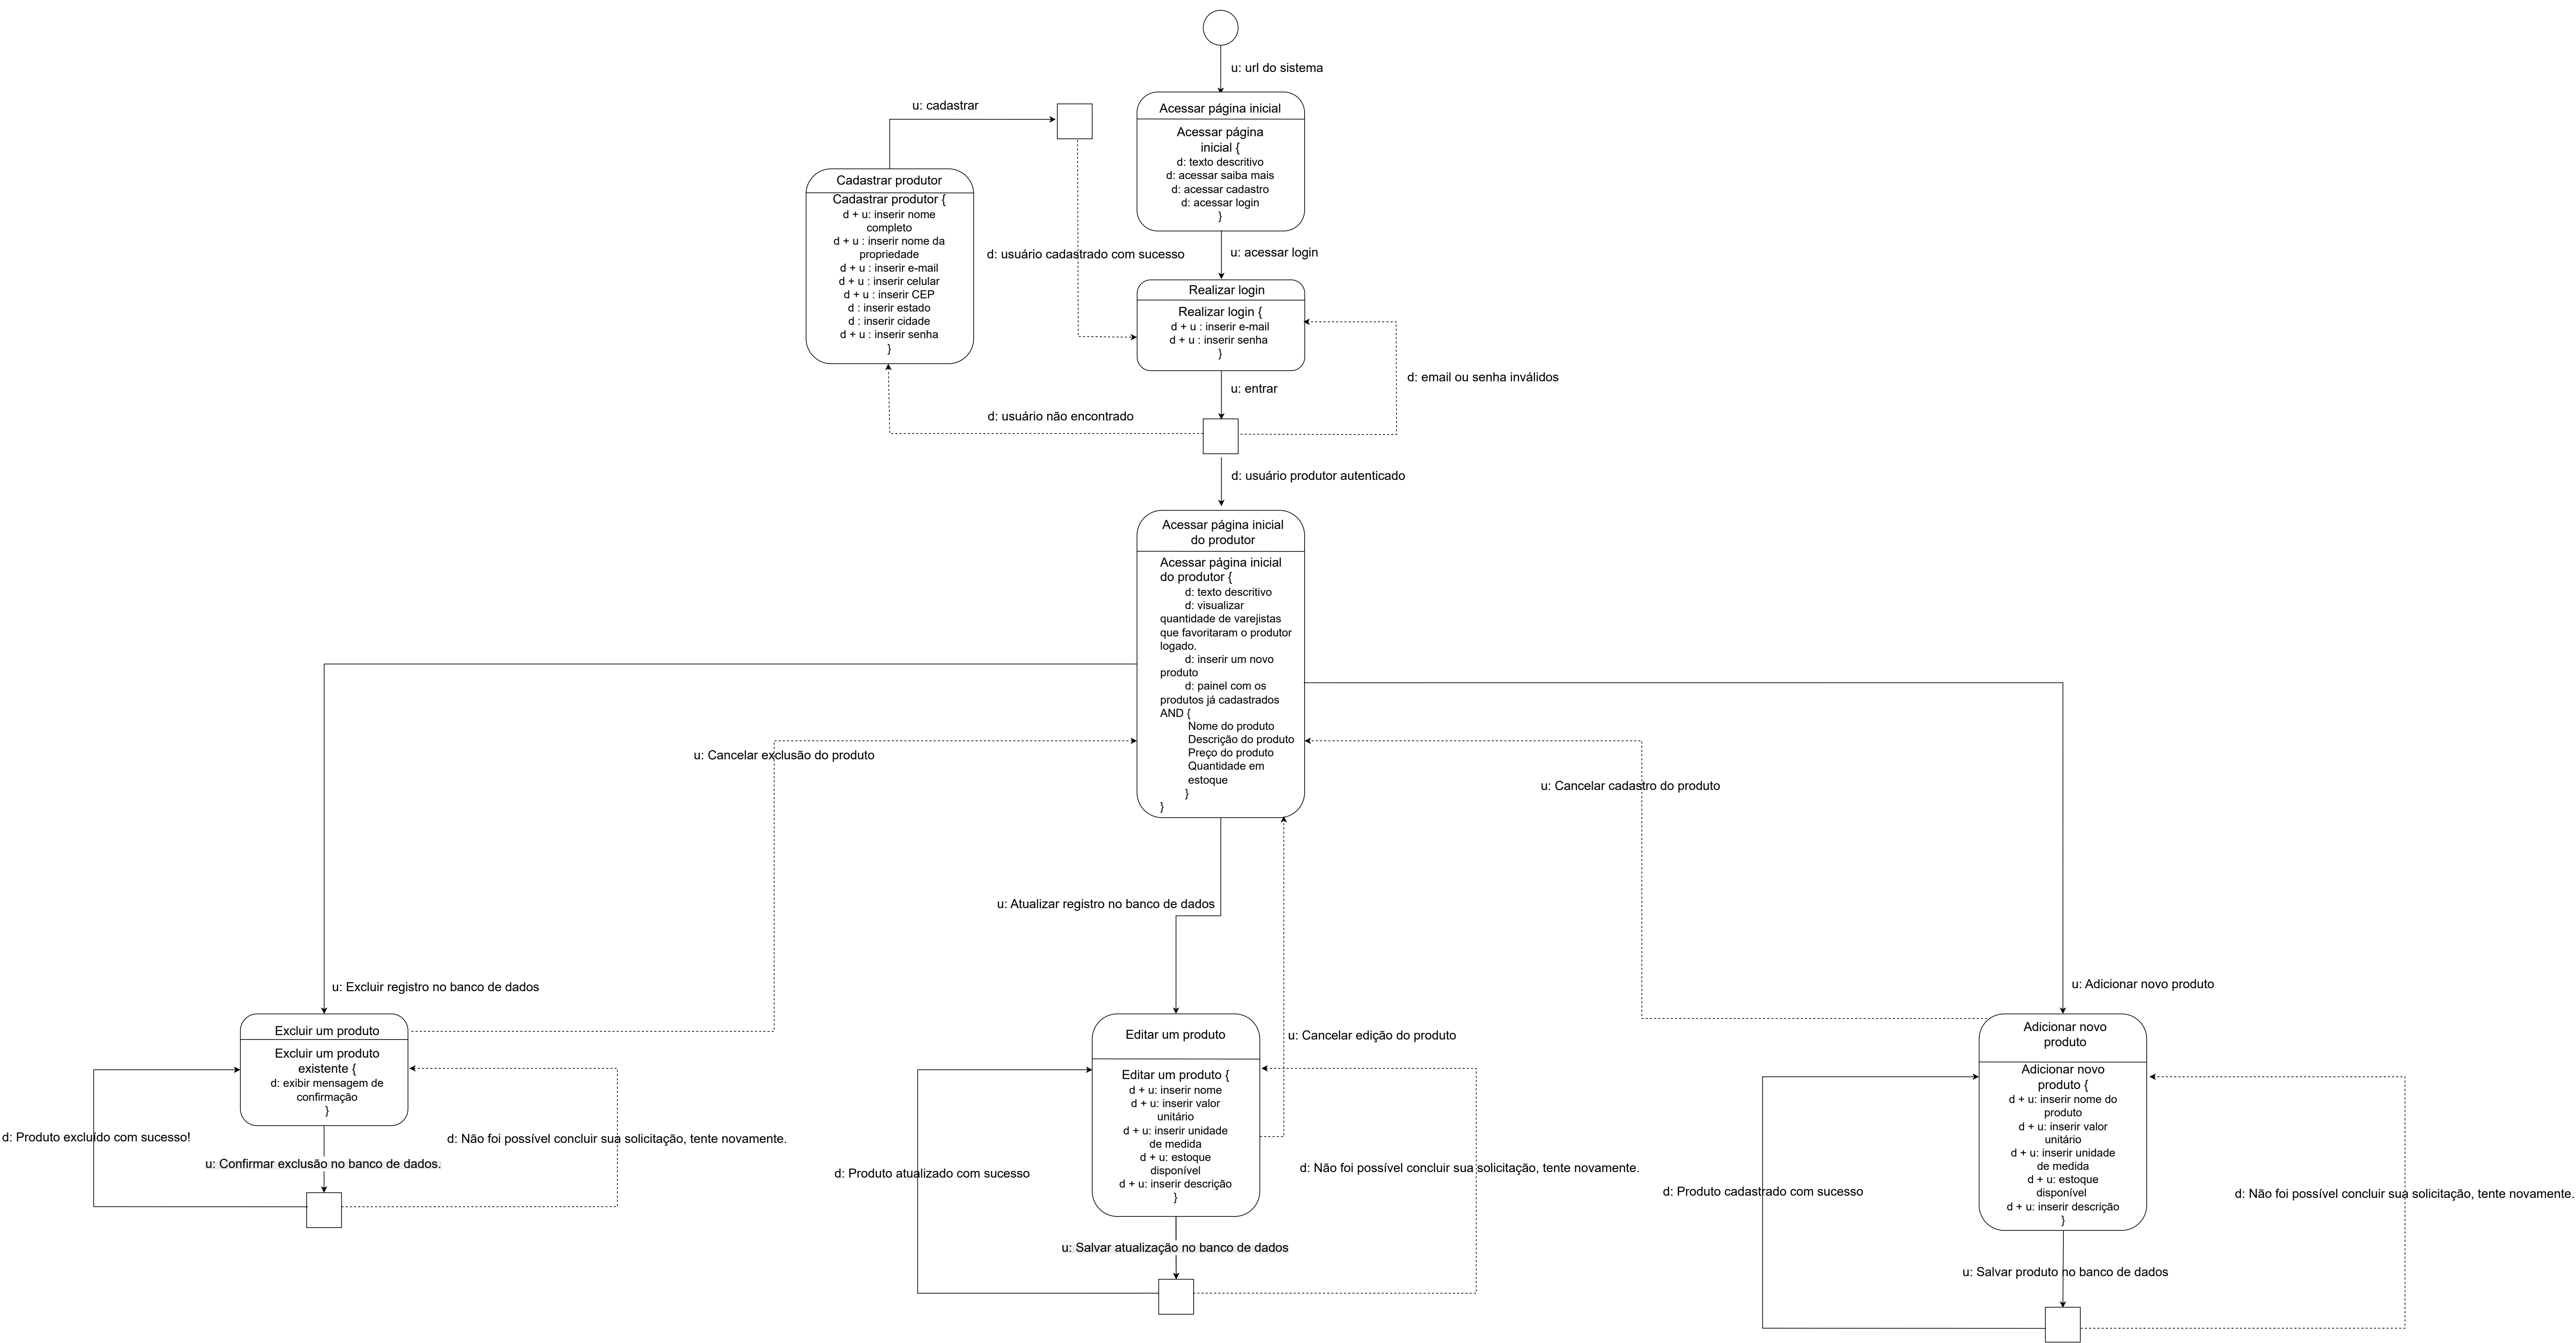 u: url do sistema
Acessar página inicial
Acessar página
inicial {
d: texto descritivo
d: acessar saiba mais
d: acessar cadastro
d: acessar login
}
u: cadastrar
Cadastrar produtor
Cadastrar produtor {
d + u: inserir nome
completo
d + u : inserir nome da
propriedade
d + u : inserir e-mail
d + u : inserir celular
d + u : inserir CEP
d : inserir estado
d : inserir cidade
d + u : inserir senha
}
d: usuário cadastrado com sucesso
u: acessar login
Realizar login
Realizar login {
d + u : inserir e-mail
d + u : inserir senha
}
d: email ou senha inválidos
u: entrar
d: usuário não encontrado
d: usuário produtor autenticado
Acessar página inicial
do produtor
Acessar página inicial
do produtor {
d: texto descritivo
d: visualizar
quantidade de varejistas
que favoritaram o produtor
logado.
d: inserir um novo
produto
d: painel com os
produtos já cadastrados
AND {
Nome do produto
Descrição do produto
Preço do produto
Quantidade em
estoque
}
}
u: Cancelar exclusão do produto
u: Cancelar cadastro do produto
u: Atualizar registro no banco de dados
u: Excluir registro no banco de dados
u: Adicionar novo produto
Excluir um produto
Excluir um produto
existente {
d: exibir mensagem de
confirmação
}
d: Produto excluído com sucesso!
d: Não foi possível concluir sua solicitação, tente novamente.
u: Confirmar exclusão no banco de dados.
Editar um produto
u: Cancelar edição do produto
Editar um produto {
d + u: inserir nome
d + u: inserir valor
unitário
d + u: inserir unidade
de medida
d + u: estoque
disponível
d + u: inserir descrição
}
d: Produto atualizado com sucesso
d: Não foi possível concluir sua solicitação, tente novamente.
u: Salvar atualização no banco de dados
Adicionar novo
produto
Adicionar novo
produto {
d + u: inserir nome do
produto
d + u: inserir valor
unitário
d + u: inserir unidade
de medida
d + u: estoque
disponível
d + u: inserir descrição
}
d: Produto cadastrado com sucesso
d: Não foi possível concluir sua solicitação, tente novamente.
u: Salvar produto no banco de dados